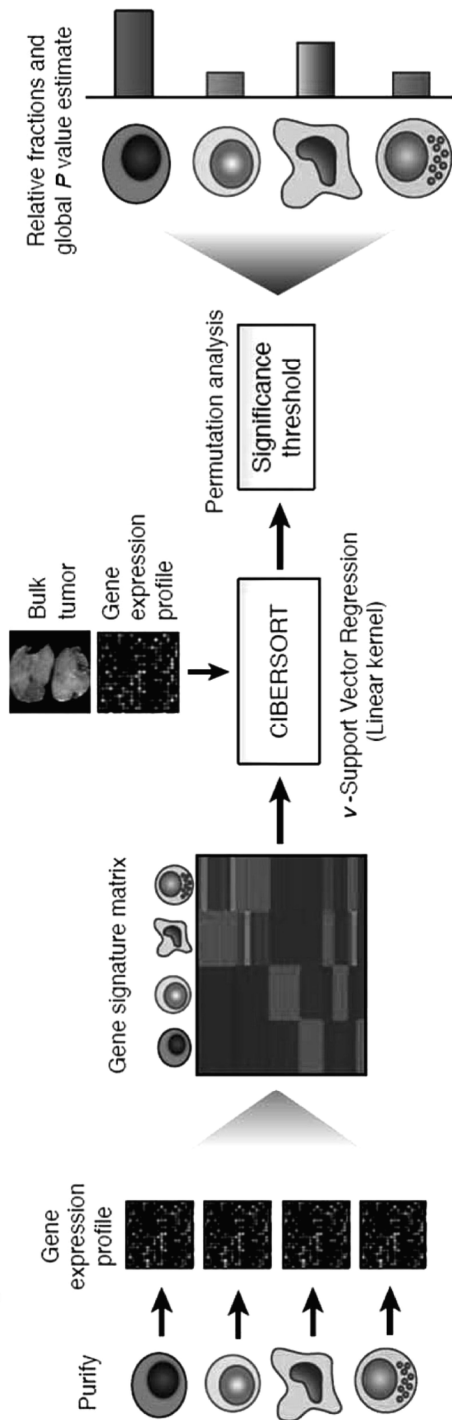 Purify
Gene
expression
profile
Gene signature matrix
Bulk
tumor
Gene
expression
profile
CIBERSORT
v-Support Vector Regression
(Linear kernel)
Permutation analysis
Significance
threshold
Relative fractions and
global P value estimate